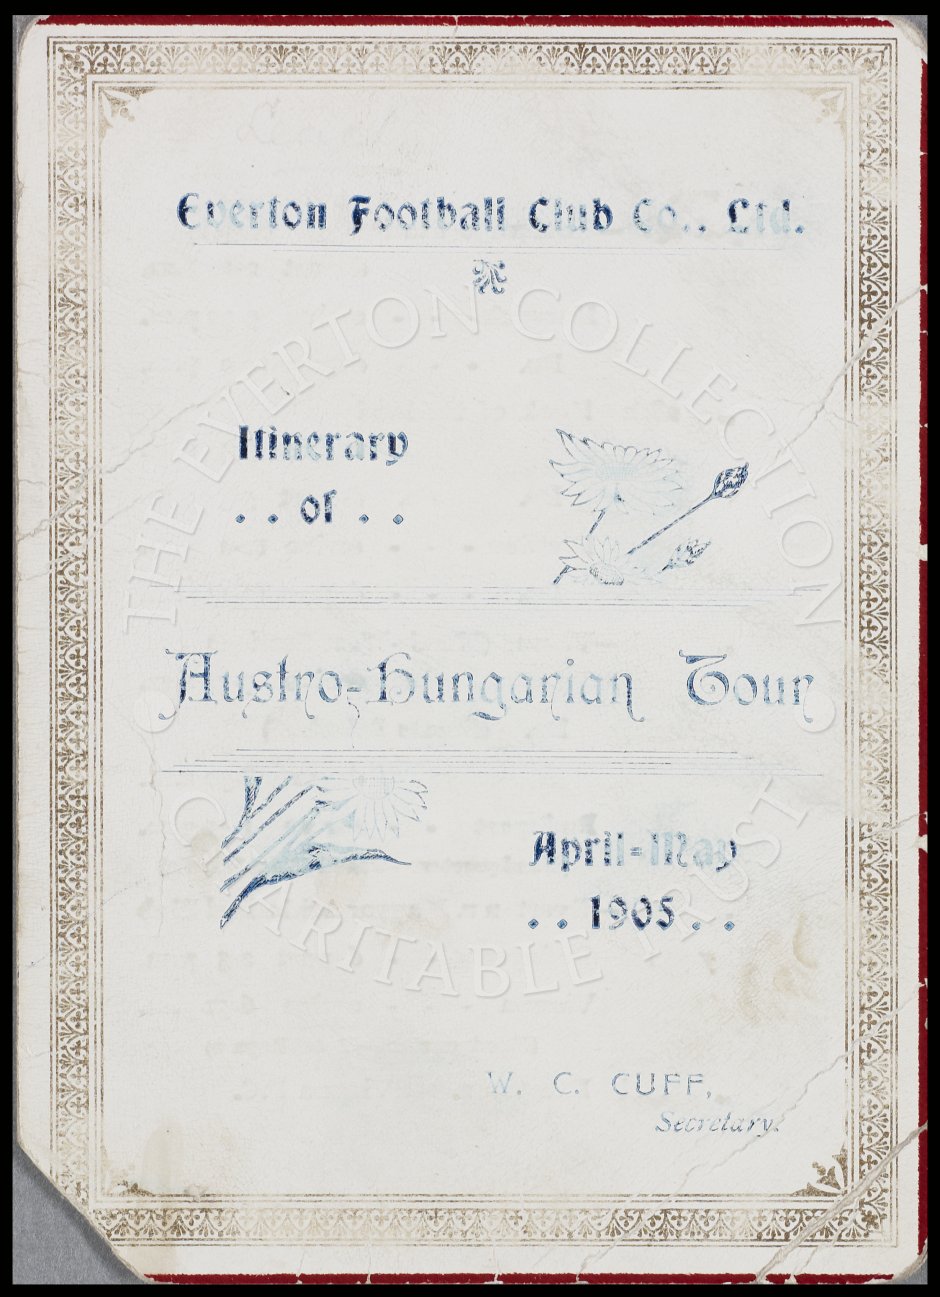 Everton Football Club Co., Ltd.
Itinerary
. . of . .
Austro-Hungarian Tour
April-May
. . 1905 . .
W. C. CUFF,
Secretary.
THE EVERTON COLLECTION
CHARITABLE TRUST